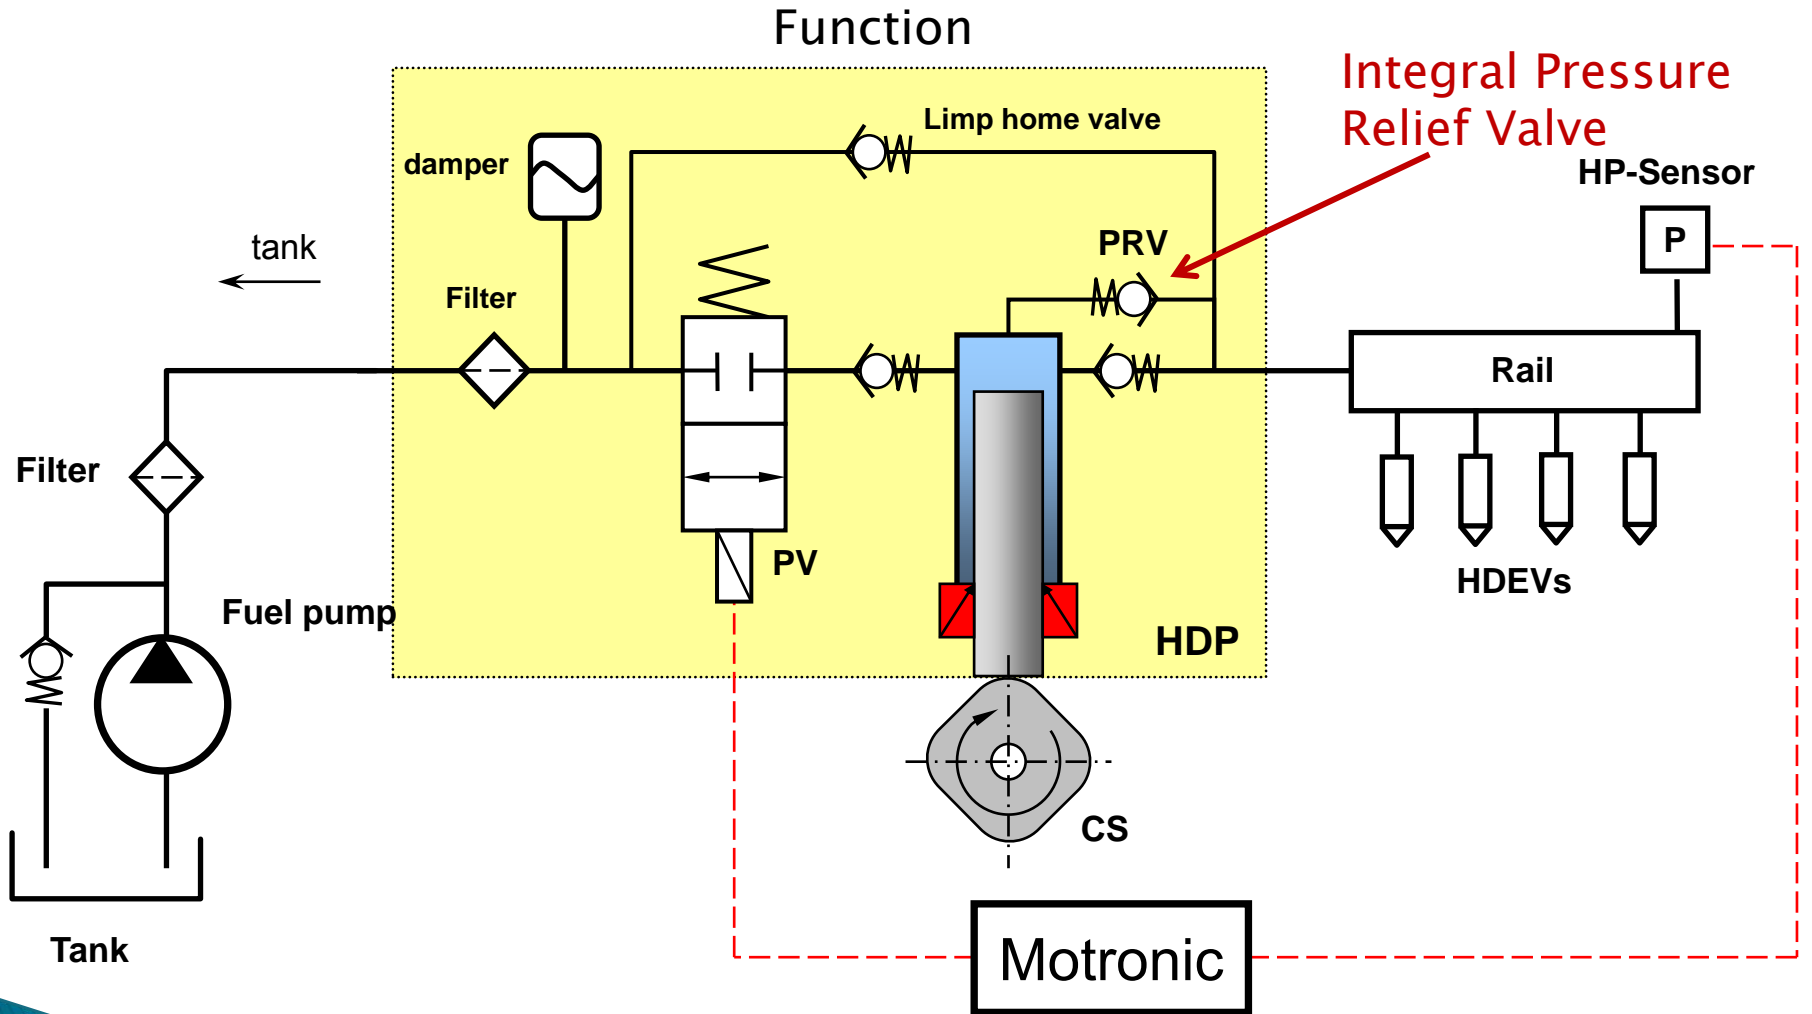 Function
Integral Pressure
Relief Valve
Limp home valve
damper
HP-Sensor
P
tank
PRV
Filter
Rail
Filter
PV
HDEVs
Fuel pump
HDP
CS
Tank
Motronic